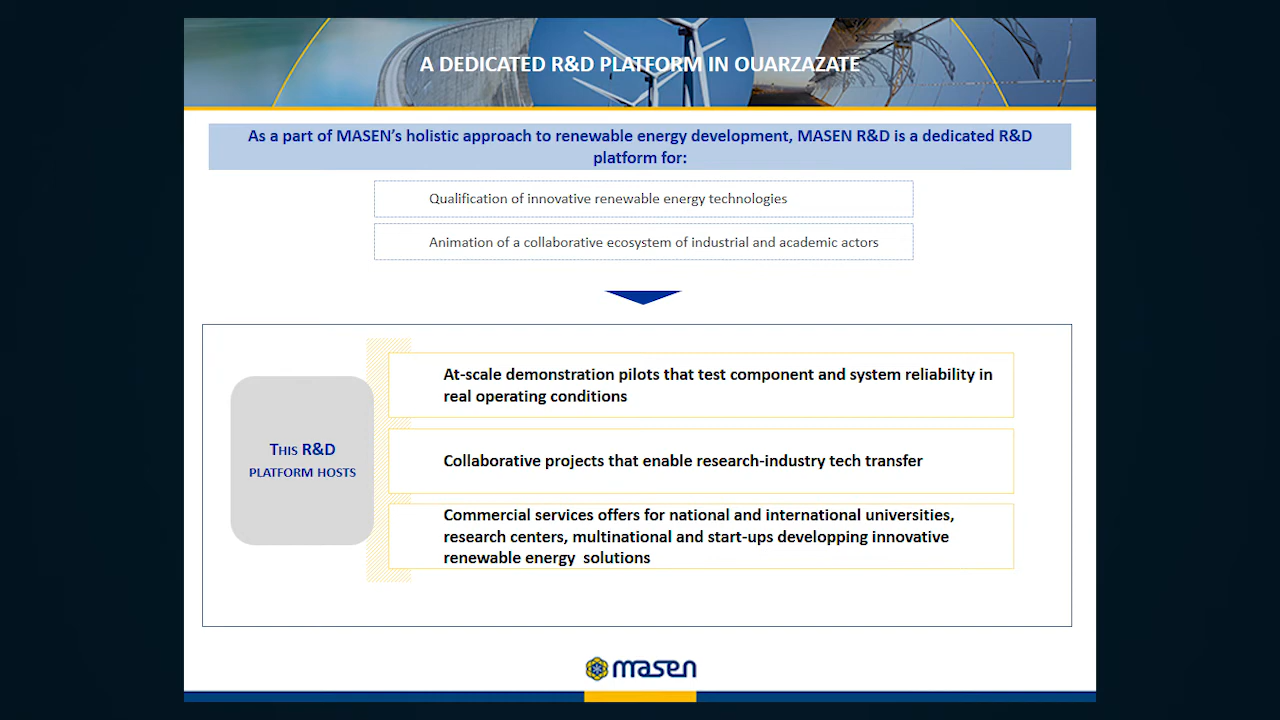 A DEDICATED R&D PLATFORM IN OUARZAZATE
As a part of MASEN’s holistic approach to renewable energy development, MASEN R&D is a dedicated R&D
platform for:
Qualification of innovative renewable energy technologies
Animation of a collaborative ecosystem of industrial and academic actors
THIS R&D
PLATFORM HOSTS
At-scale demonstration pilots that test component and system reliability in
real operating conditions
Collaborative projects that enable research-industry tech transfer
Commercial services offers for national and international universities,
research centers, multinational and start-ups developping innovative
renewable energy solutions
masen